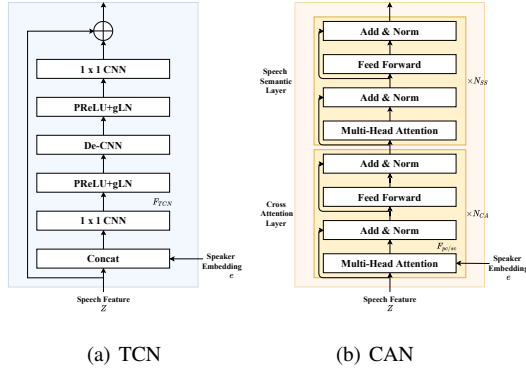 1 x 1 CNN
PReLU+gLN
De-CNN
PReLU+gLN
F_TCN
1 x 1 CNN
Concat
Speaker
Embedding
e
Speech Feature
Z
(a) TCN
Add & Norm
Feed Forward
Speech
Semantic
Layer
×N_SS
Add & Norm
Multi-Head Attention
Add & Norm
Feed Forward
Cross
Attention
Layer
×N_CA
Add & Norm
F_pc/sc
Multi-Head Attention
Speaker
Embedding
e
Speech Feature
Z
(b) CAN